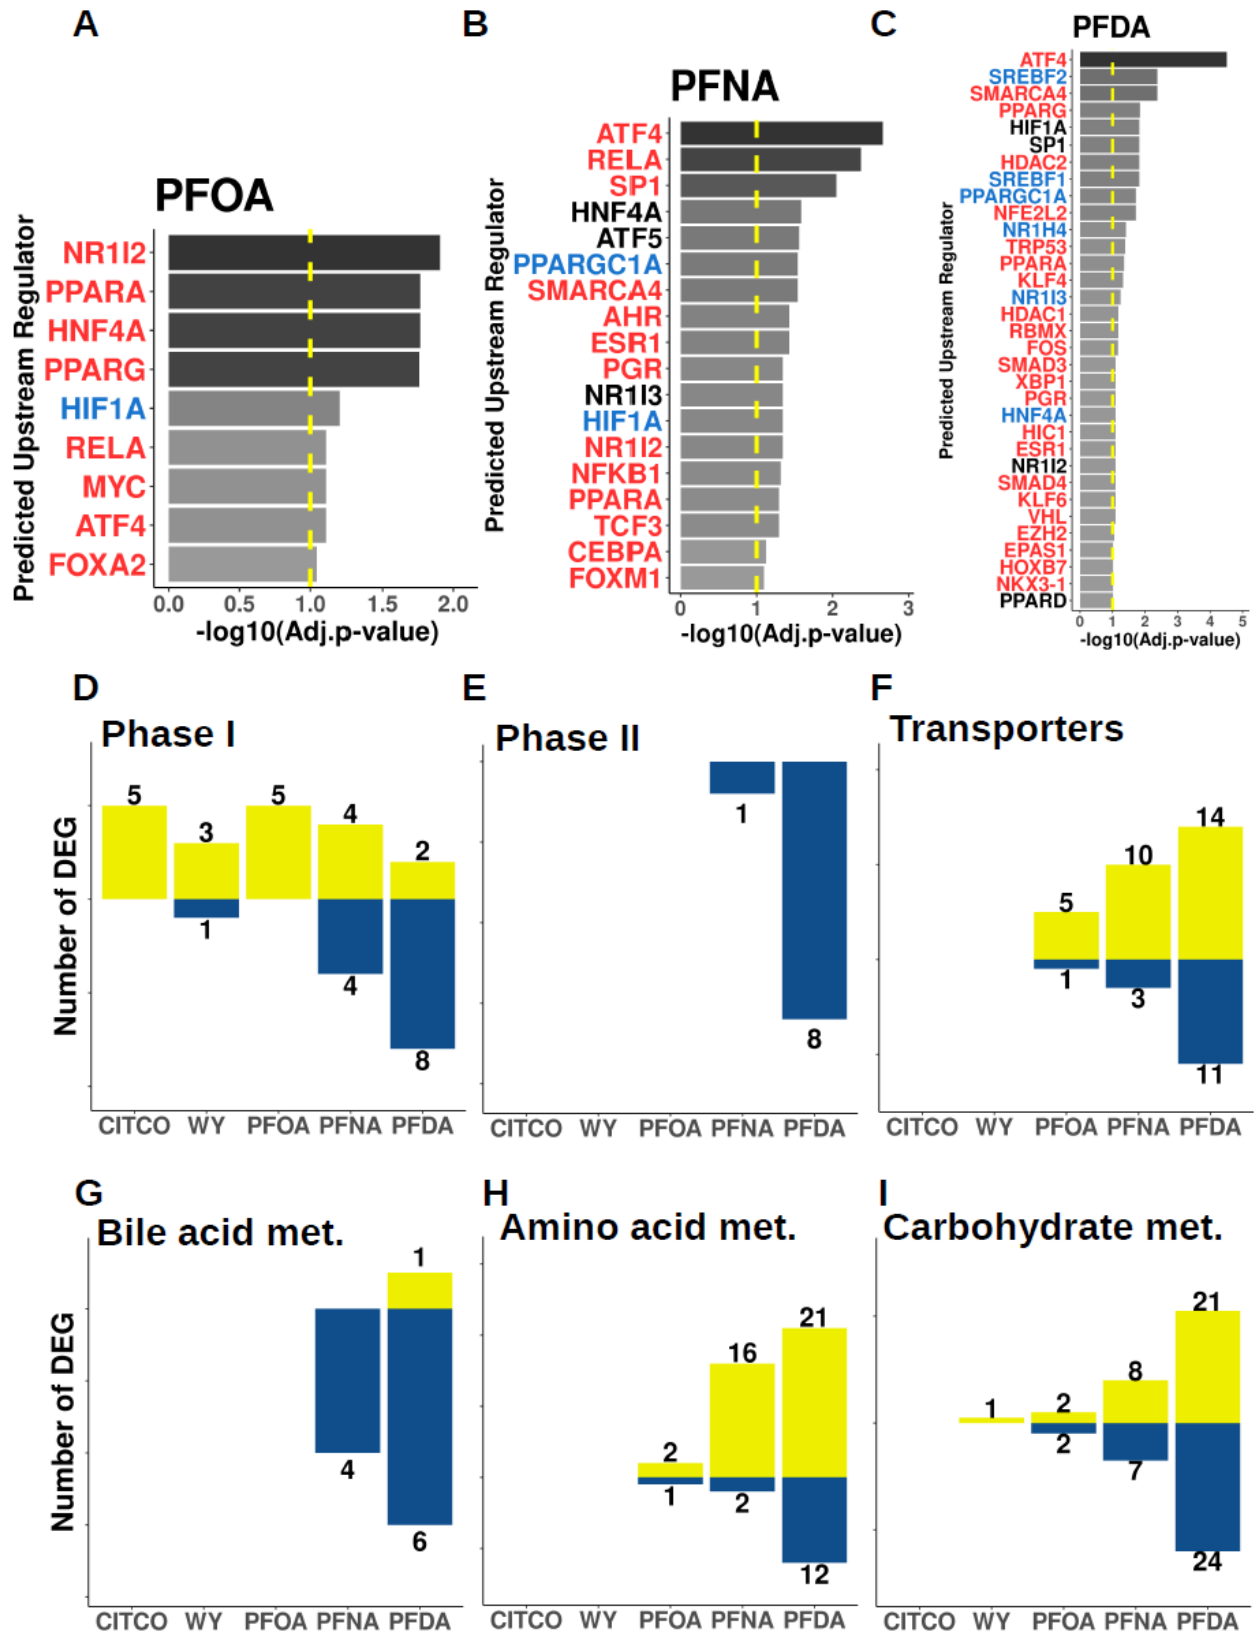 A
PFOA
Predicted Upstream Regulator
NR1I2
PPARA
HNF4A
PPARG
HIF1A
RELA
MYC
ATF4
FOXA2
0.0 0.5 1.0 1.5 2.0
-log10(Adj.p-value)
B
PFNA
Predicted Upstream Regulator
ATF4
RELA
SP1
HNF4A
ATF5
PPARGC1A
SMARCA4
AHR
ESR1
PGR
NR1I3
HIF1A
NR1I2
NFKB1
PPARA
TCF3
CEBPA
FOXM1
0 1 2 3
-log10(Adj.p-value)
C
PFDA
Predicted Upstream Regulator
ATF4
SREBF2
SMARCA4
PPARG
HIF1A
SP1
HDAC2
SREBF1
PPARGC1A
NFE2L2
NR1H4
TRP53
PPARA
KLF4
NR1I3
HDAC1
RBMX
FOS
SMAD3
XBP1
PGR
HNF4A
HIC1
ESR1
NR1I2
SMAD4
KLF6
VHL
EZH2
EPAS1
HOXB7
NKX3-1
PPARD
0 1 2 3 4 5
-log10(Adj.p-value)
D
Phase I
Number of DEG
5 3 5 4 2
1 4 8
CITCO WY PFOA PFNA PFDA
E
Phase II
1 8
CITCO WY PFOA PFNA PFDA
F
Transporters
5 10 14
1 3 11
CITCO WY PFOA PFNA PFDA
G
Bile acid met.
Number of DEG
1
4 6
CITCO WY PFOA PFNA PFDA
H
Amino acid met.
2 16 21
1 2 12
CITCO WY PFOA PFNA PFDA
I
Carbohydrate met.
1 2 8 21
2 7 24
CITCO WY PFOA PFNA PFDA